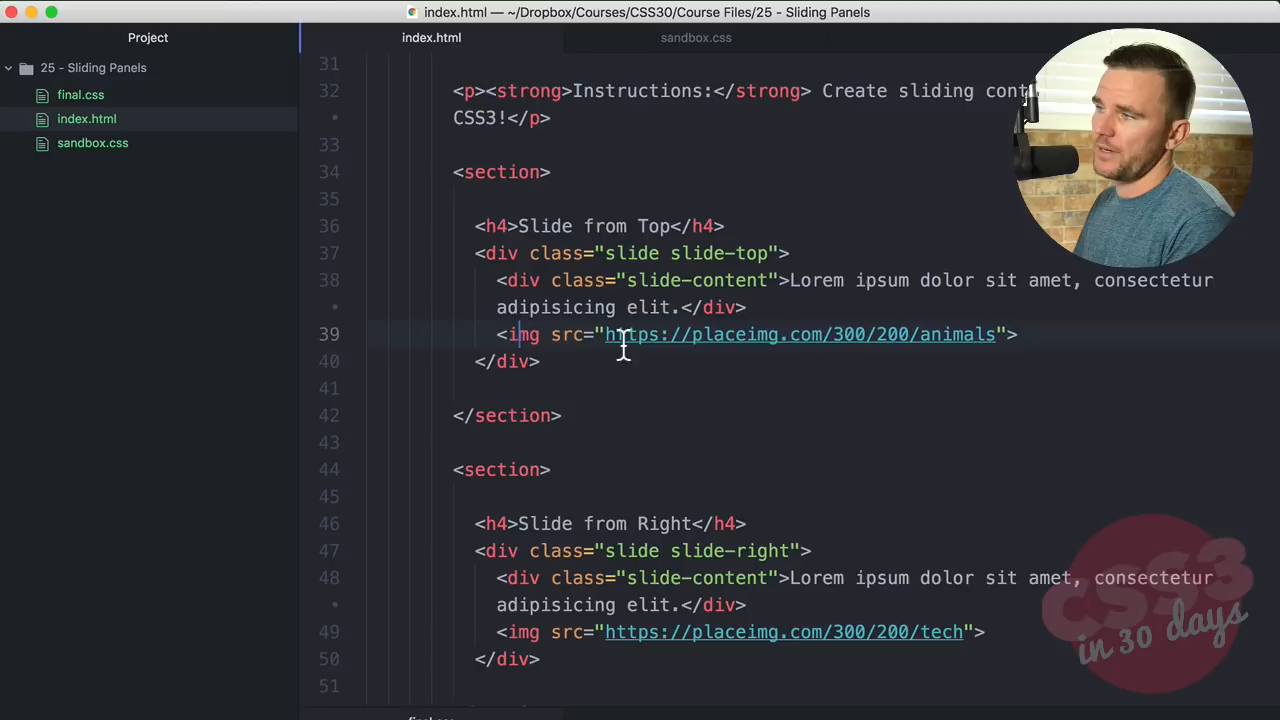 index.html — ~/Dropbox/Courses/CSS30/Course Files/25 - Sliding Panels
Project
index.html
sandbox.css
25 - Sliding Panels
final.css
index.html
sandbox.css
31
32 <p><strong>Instructions:</strong> Create sliding cont
• CSS3!</p>
33
34 <section>
35
36 <h4>Slide from Top</h4>
37 <div class="slide slide-top">
38 <div class="slide-content">Lorem ipsum dolor sit amet, consectetur
• adipisicing elit.</div>
39 <img src="https://placeimg.com/300/200/animals">
40 </div>
41
42 </section>
43
44 <section>
45
46 <h4>Slide from Right</h4>
47 <div class="slide slide-right">
48 <div class="slide-content">Lorem ipsum dolor sit amet, consectetur
• adipisicing elit.</div>
49 <img src="https://placeimg.com/300/200/tech">
50 </div>
51
CSS3
in 30 days